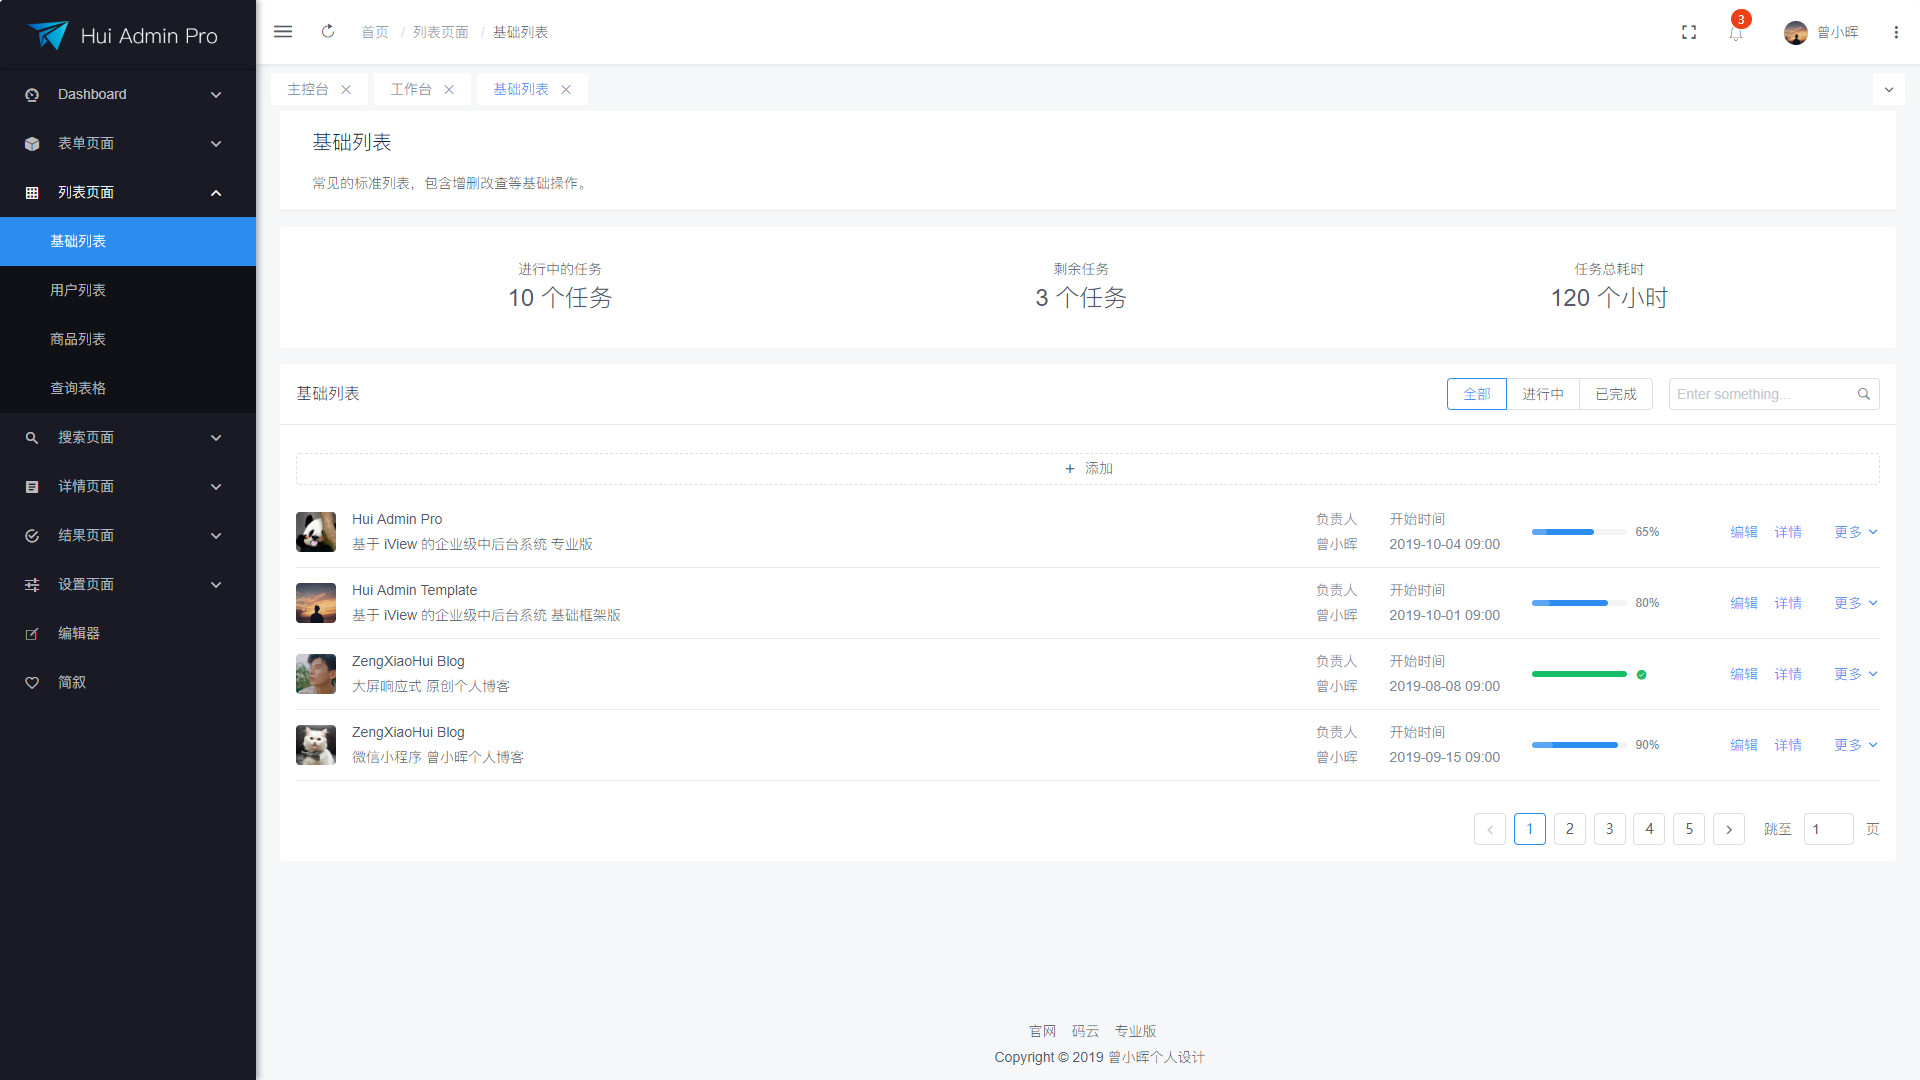 Hui Admin Pro
Dashboard
表单页面
列表页面
基础列表
用户列表
商品列表
查询表格
搜索页面
详情页面
结果页面
设置页面
编辑器
简叙
首页 / 列表页面 / 基础列表
3
曾小晖
主控台
工作台
基础列表
基础列表
常见的标准列表，包含增删改查等基础操作。
进行中的任务
10 个任务
剩余任务
3 个任务
任务总耗时
120 个小时
基础列表
全部
进行中
已完成
Enter something...
+ 添加
Hui Admin Pro
基于 iView 的企业级中后台系统 专业版
负责人
曾小晖
开始时间
2019-10-04 09:00
65%
编辑
详情
更多
Hui Admin Template
基于 iView 的企业级中后台系统 基础框架版
负责人
曾小晖
开始时间
2019-10-01 09:00
80%
编辑
详情
更多
ZengXiaoHui Blog
大屏响应式 原创个人博客
负责人
曾小晖
开始时间
2019-08-08 09:00
编辑
详情
更多
ZengXiaoHui Blog
微信小程序 曾小晖个人博客
负责人
曾小晖
开始时间
2019-09-15 09:00
90%
编辑
详情
更多
1
2
3
4
5
跳至
1
页
官网 码云 专业版
Copyright © 2019 曾小晖个人设计